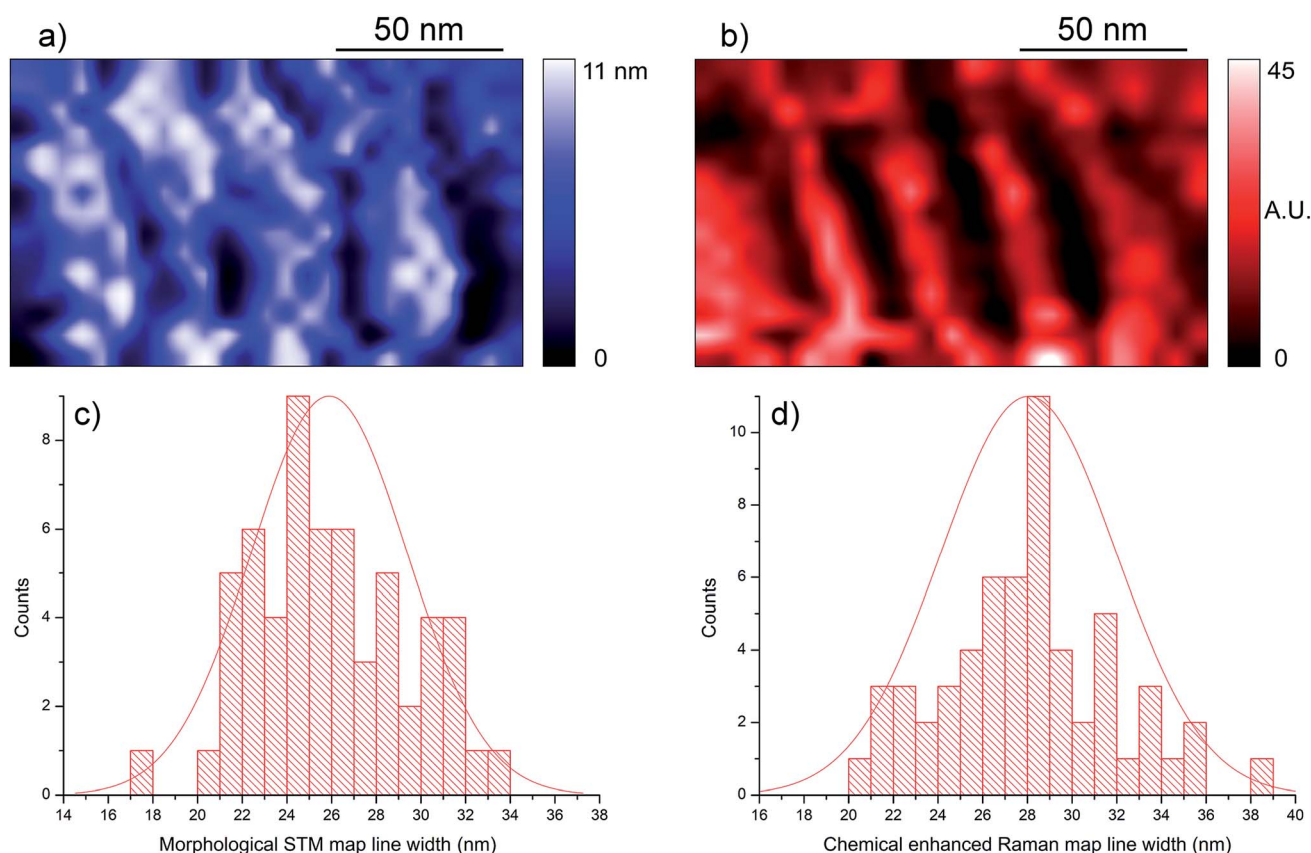 a)
50 nm
11 nm
0
b)
50 nm
45
A.U.
0
c)
8
6
4
2
0
Counts
14 16 18 20 22 24 26 28 30 32 34 36 38
Morphological STM map line width (nm)
d)
10
8
6
4
2
0
Counts
16 18 20 22 24 26 28 30 32 34 36 38 40
Chemical enhanced Raman map line width (nm)